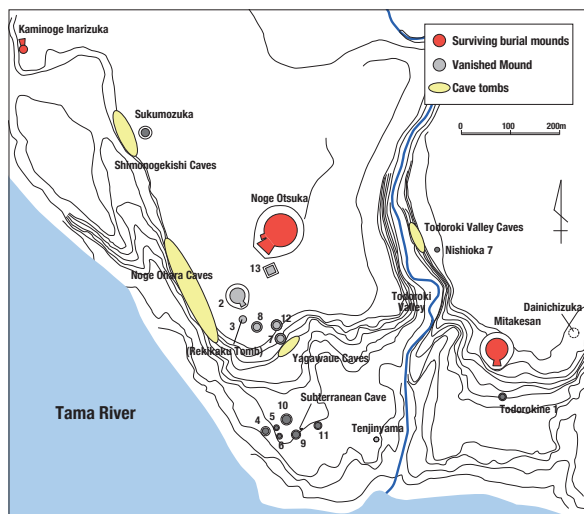 Kaminoge Inarizuka
Surviving burial mounds
Vanished Mound
Cave tombs
0 100 200m
Sukumozuka
Shimonogekishi Caves
Noge Otsuka
13
Todoroki Valley Caves
Nishioka 7
Noge Ohara Caves
2
3
8
12
7
(Rekikaku Tomb)
Yagawaue Caves
Todoroki
Valley
Dainichizuka
Mitakesan
Tama River
Subterranean Cave
10
5
4
6
9
11
Tenjinyama
Todorokine 1